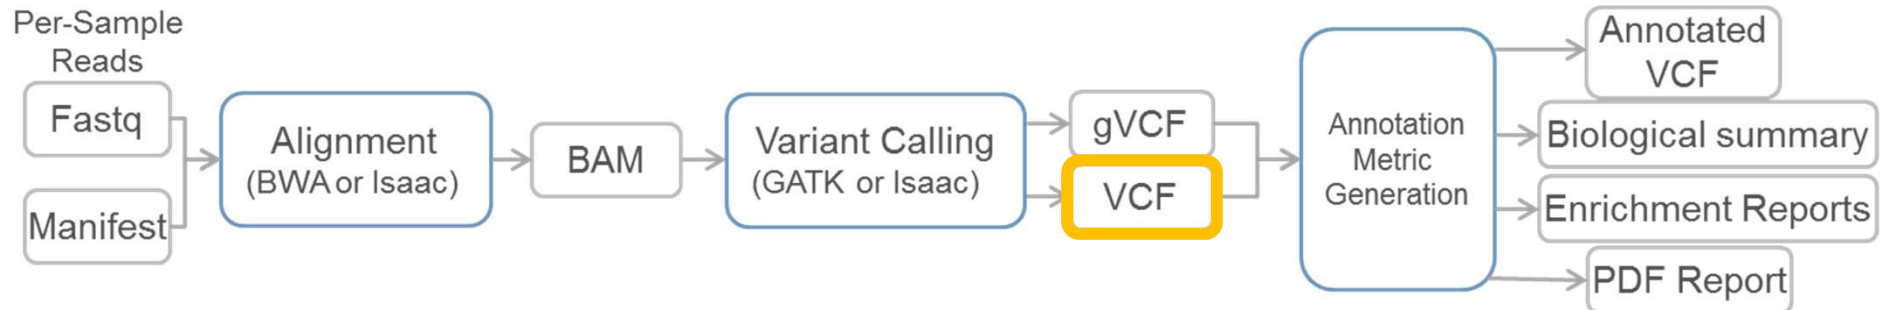 Per-Sample
Reads
Fastq
Manifest
Alignment
(BWA or Isaac)
BAM
Variant Calling
(GATK or Isaac)
gVCF
VCF
Annotation
Metric
Generation
Annotated
VCF
Biological summary
Enrichment Reports
PDF Report